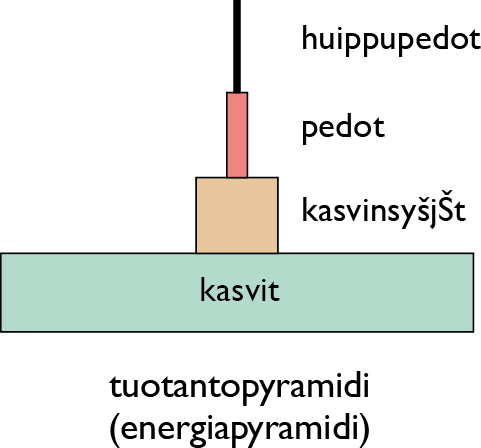 huippupedot
pedot
kasvinsyšjŠt
kasvit
tuotantopyramidi
(energiapyramidi)